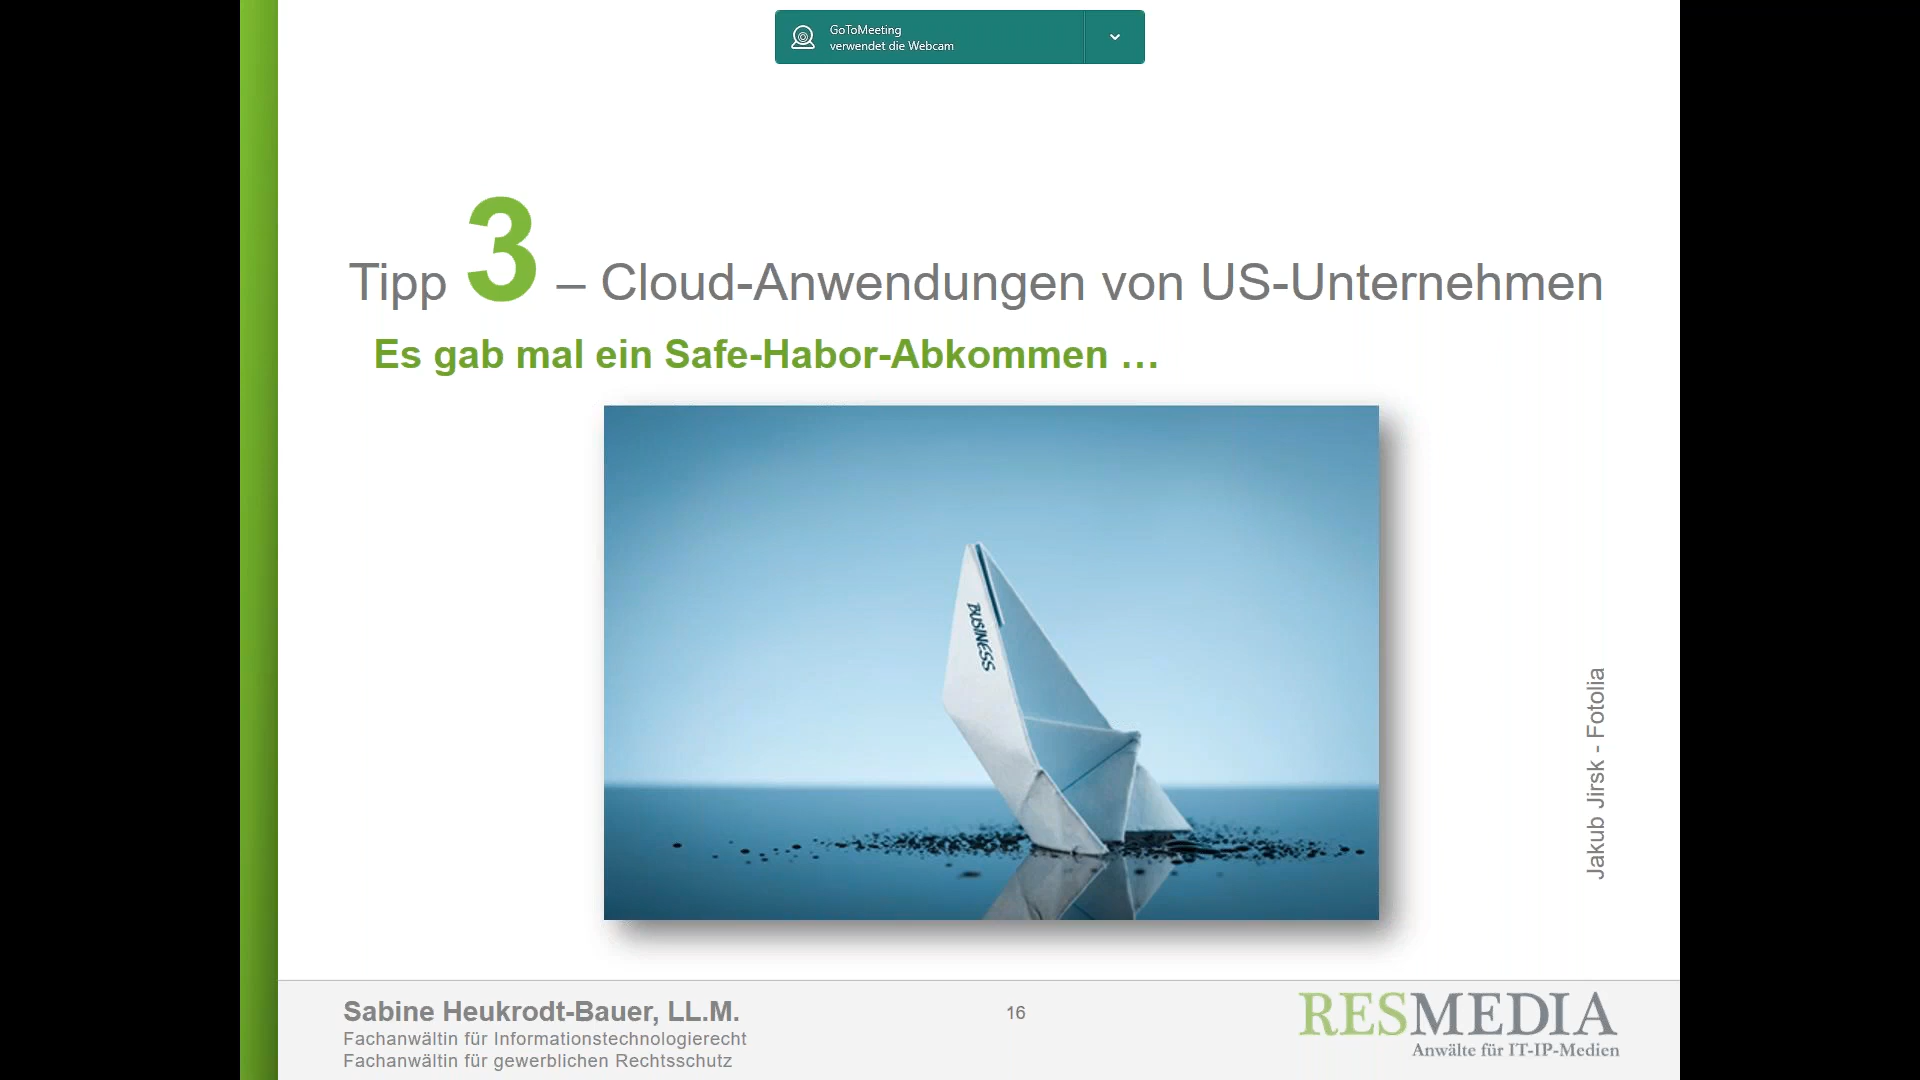 GoToMeeting
verwendet die Webcam
Tipp 3 – Cloud-Anwendungen von US-Unternehmen
Es gab mal ein Safe-Habor-Abkommen …
BUSINESS
Jakub Jirsk - Fotolia
Sabine Heukrodt-Bauer, LL.M.
Fachanwältin für Informationstechnologierecht
Fachanwältin für gewerblichen Rechtsschutz
16
RESMEDIA
Anwälte für IT-IP-Medien